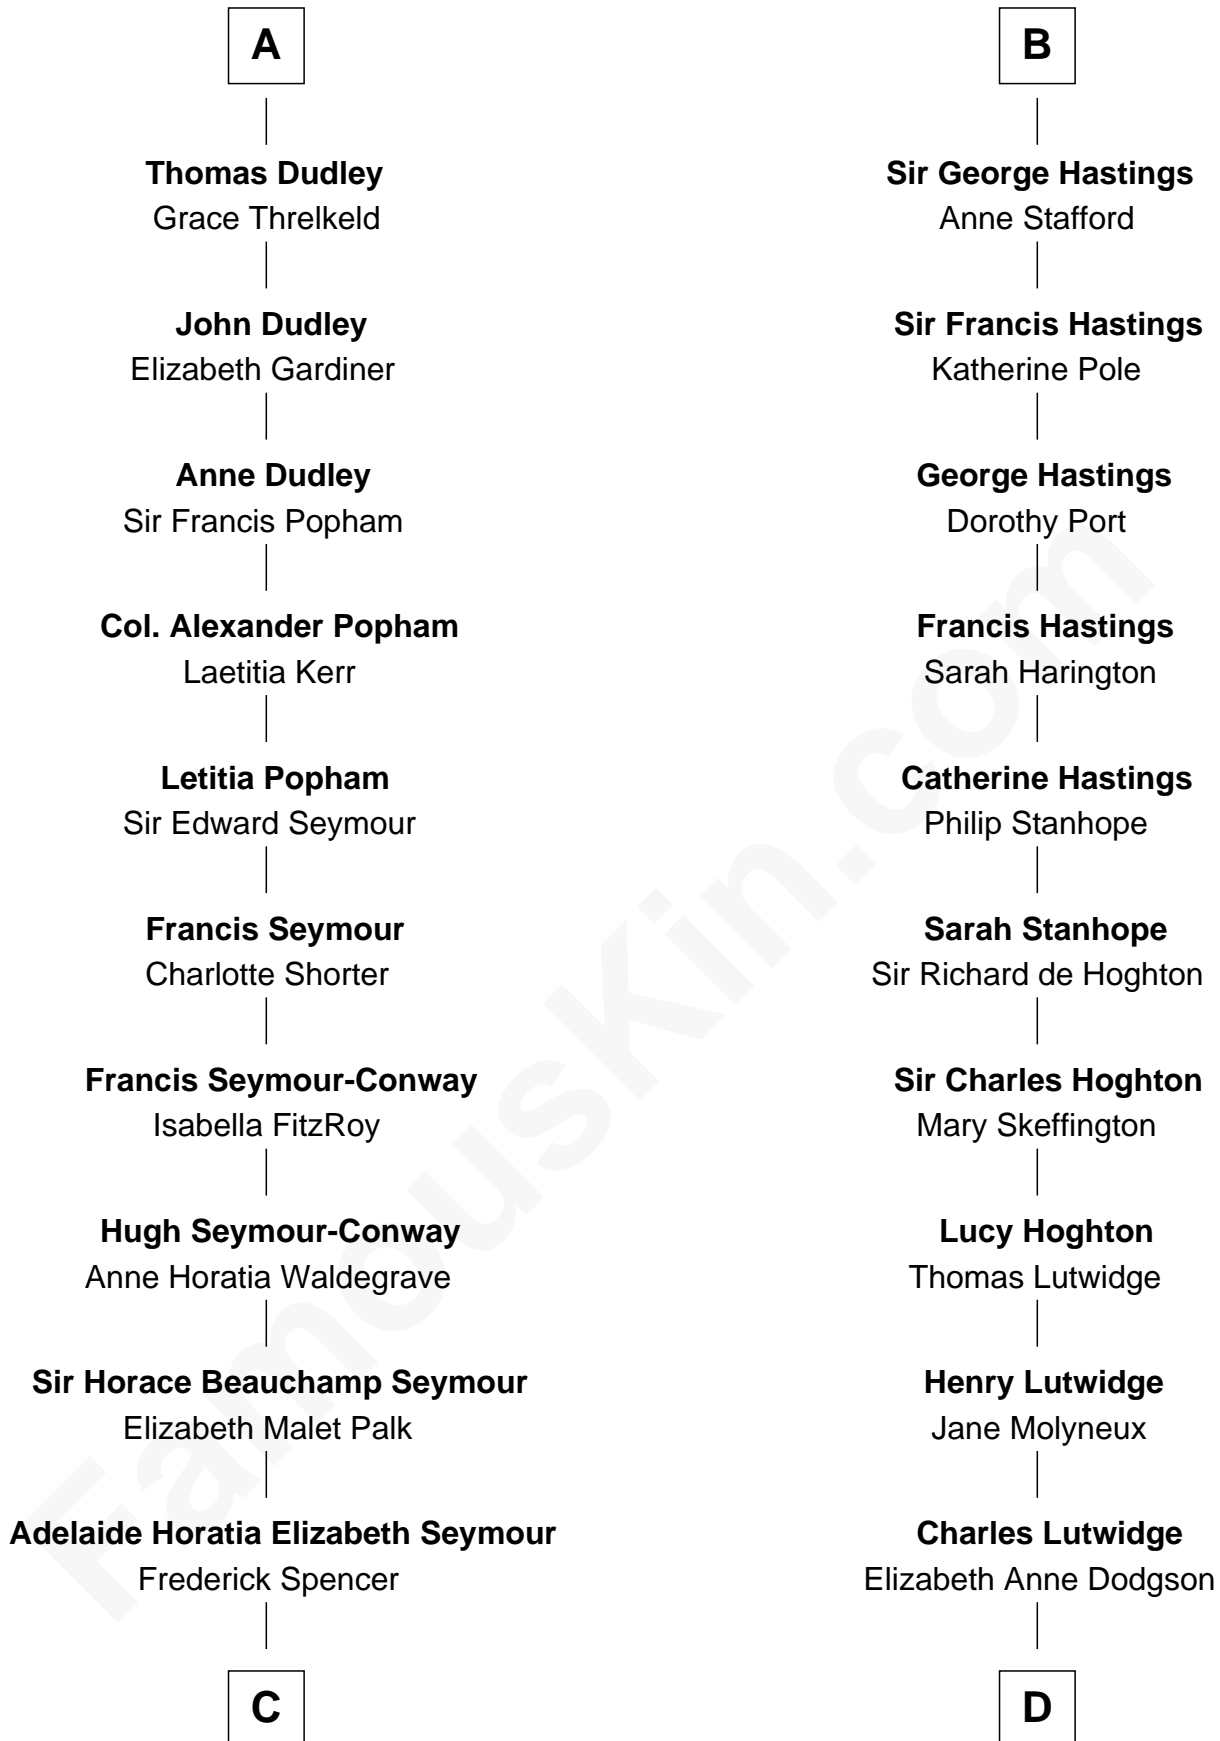 A
Thomas Dudley
Grace Threlkeld
John Dudley
Elizabeth Gardiner
Anne Dudley
Sir Francis Popham
Col. Alexander Popham
Laetitia Kerr
Letitia Popham
Sir Edward Seymour
Francis Seymour
Charlotte Shorter
Francis Seymour-Conway
Isabella FitzRoy
Hugh Seymour-Conway
Anne Horatia Waldegrave
Sir Horace Beauchamp Seymour
Elizabeth Malet Palk
Adelaide Horatia Elizabeth Seymour
Frederick Spencer
C
B
Sir George Hastings
Anne Stafford
Sir Francis Hastings
Katherine Pole
George Hastings
Dorothy Port
Francis Hastings
Sarah Harington
Catherine Hastings
Philip Stanhope
Sarah Stanhope
Sir Richard de Hoghton
Sir Charles Hoghton
Mary Skeffington
Lucy Hoghton
Thomas Lutwidge
Henry Lutwidge
Jane Molyneux
Charles Lutwidge
Elizabeth Anne Dodgson
D
FamousKin.com